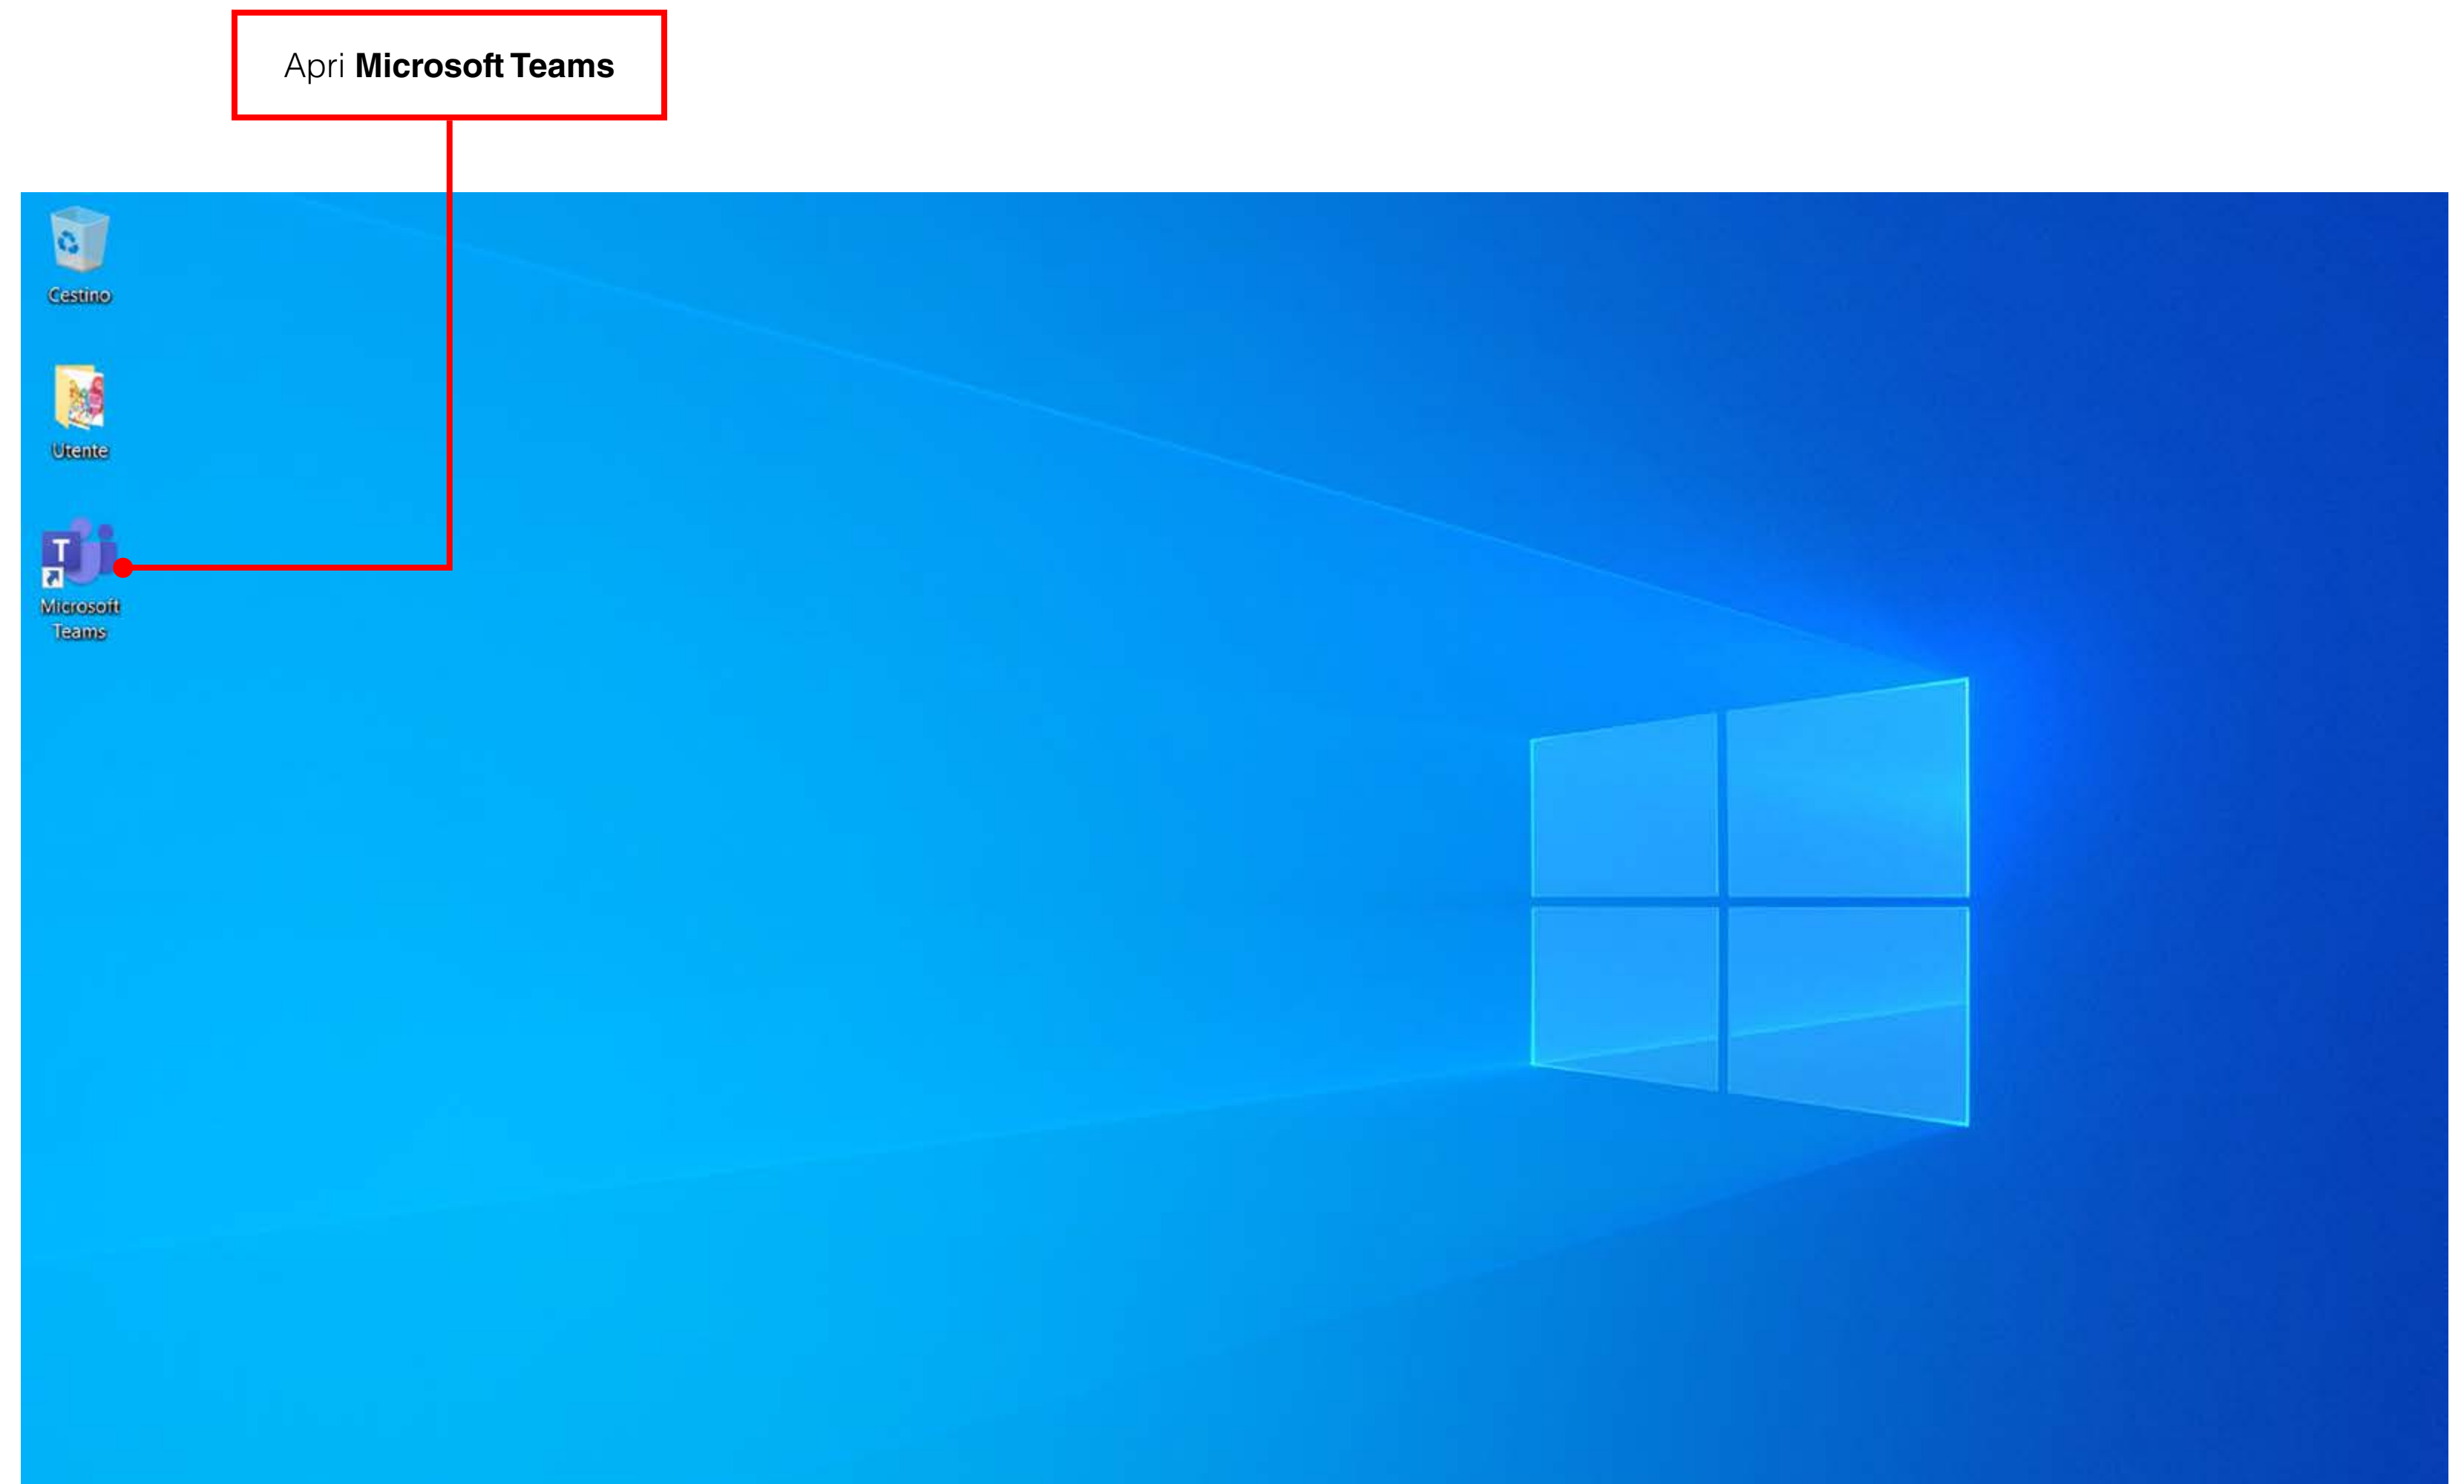 Apri Microsoft Teams
Cestino
Utente
T
Microsoft
Teams